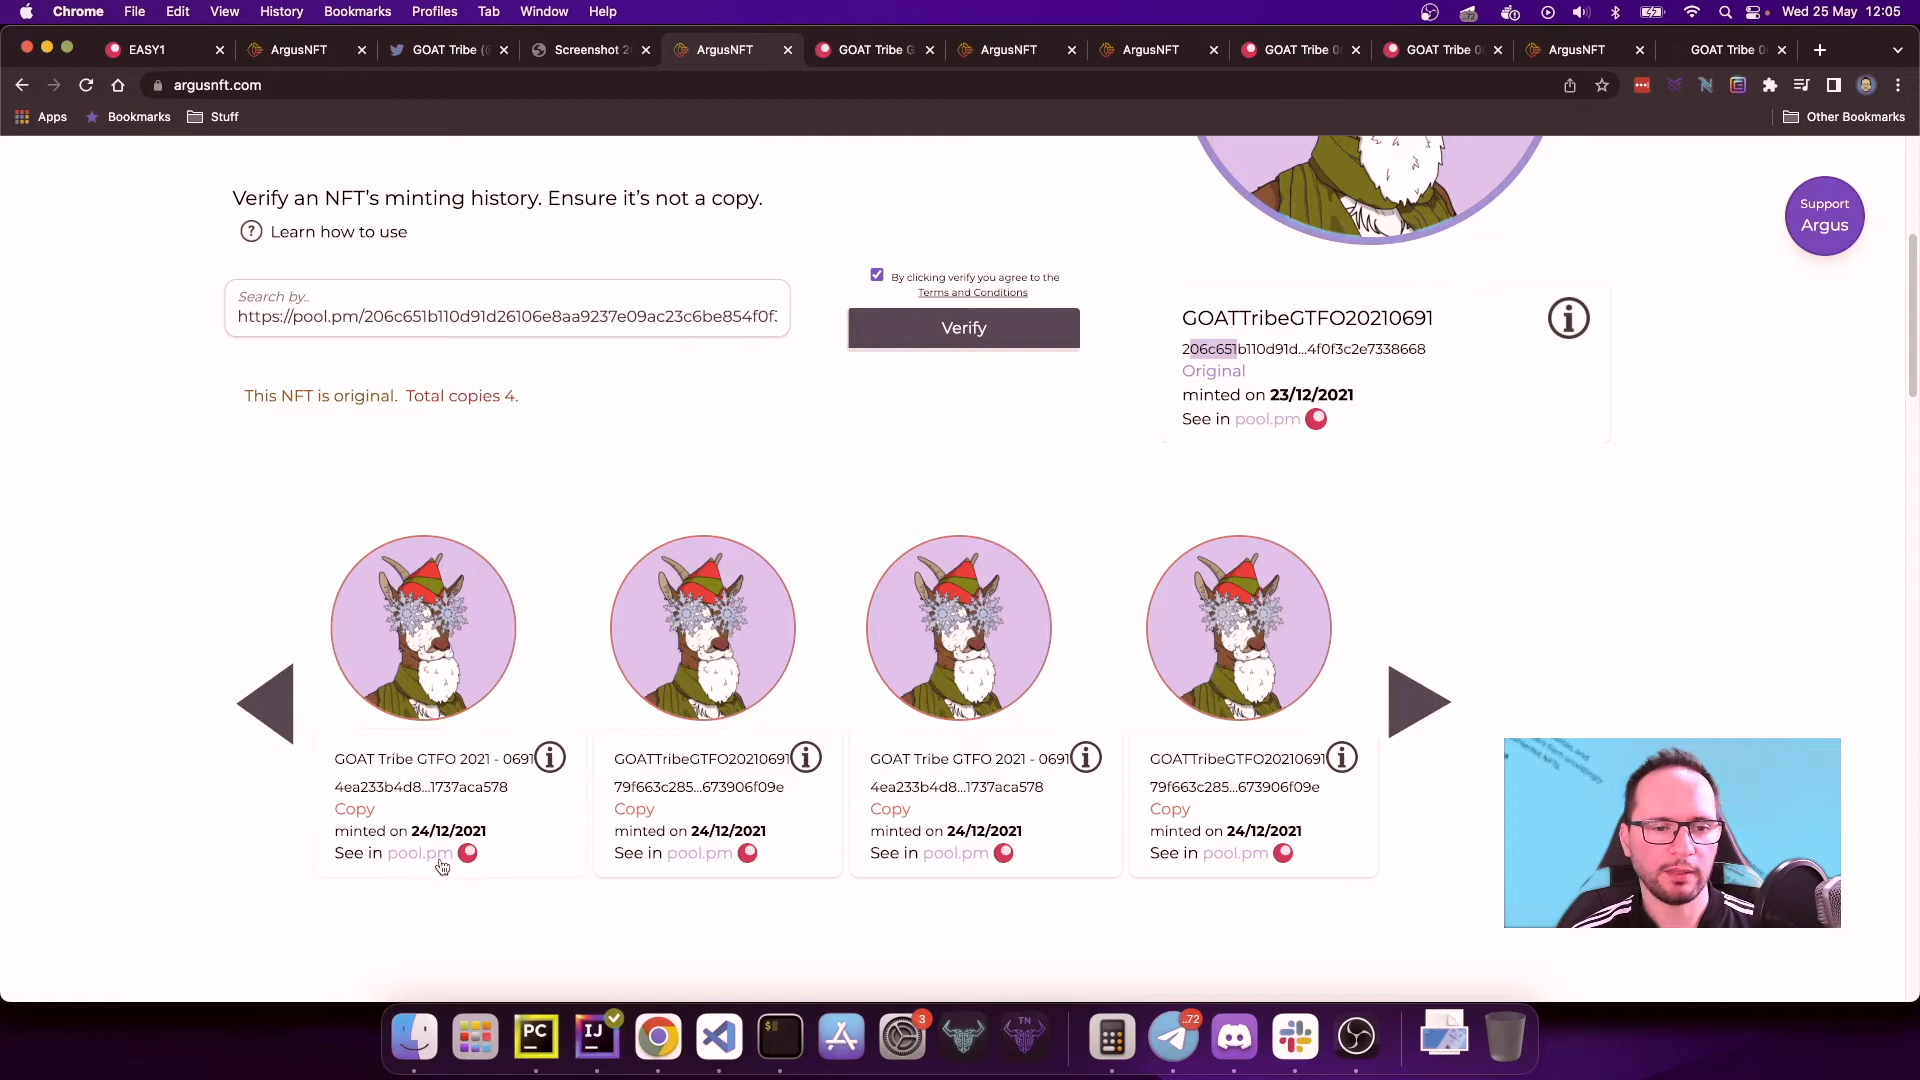 Chrome File Edit View History Bookmarks Profiles Tab Window Help
Wed 25 May 12:05
EASY1
ArgusNFT
GOAT Tribe (
Screenshot 2
ArgusNFT
GOAT Tribe G
ArgusNFT
ArgusNFT
GOAT Tribe 0
GOAT Tribe 0
ArgusNFT
GOAT Tribe 0
argusnft.com
Apps
Bookmarks
Stuff
Other Bookmarks
Verify an NFT's minting history. Ensure it's not a copy.
? Learn how to use
Support
Argus
Search by..
https://pool.pm/206c651b110d91d26106e8aa9237e09ac23c6be854f0f3
By clicking verify you agree to the
Terms and Conditions
Verify
GOATTribeGTFO20210691
206c651b110d91d...4f0f3c2e7338668
Original
minted on 23/12/2021
See in pool.pm
This NFT is original. Total copies 4.
GOAT Tribe GTFO 2021 - 0691
4ea233b4d8...1737aca578
Copy
minted on 24/12/2021
See in pool.pm
GOATTribeGTFO20210691
79f663c285...673906f09e
Copy
minted on 24/12/2021
See in pool.pm
GOAT Tribe GTFO 2021 - 0691
4ea233b4d8...1737aca578
Copy
minted on 24/12/2021
See in pool.pm
GOATTribeGTFO20210691
79f663c285...673906f09e
Copy
minted on 24/12/2021
See in pool.pm
PC
IJ
$
3
TN
..72